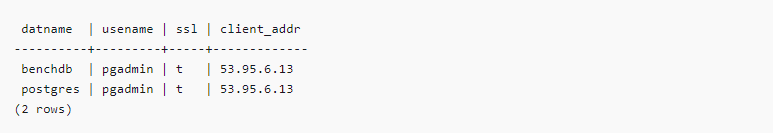 datname  | usename | ssl | client_addr
----------+---------+-----+-------------
 benchdb  | pgadmin | t   | 53.95.6.13
 postgres | pgadmin | t   | 53.95.6.13
(2 rows)